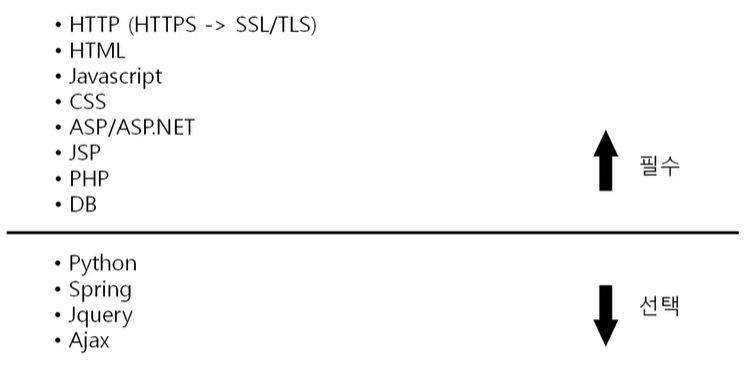 • HTTP (HTTPS -> SSL/TLS)
• HTML
• Javascript
• CSS
• ASP/ASP.NET
• JSP
• PHP
• DB
필수
• Python
• Spring
• Jquery
• Ajax
선택